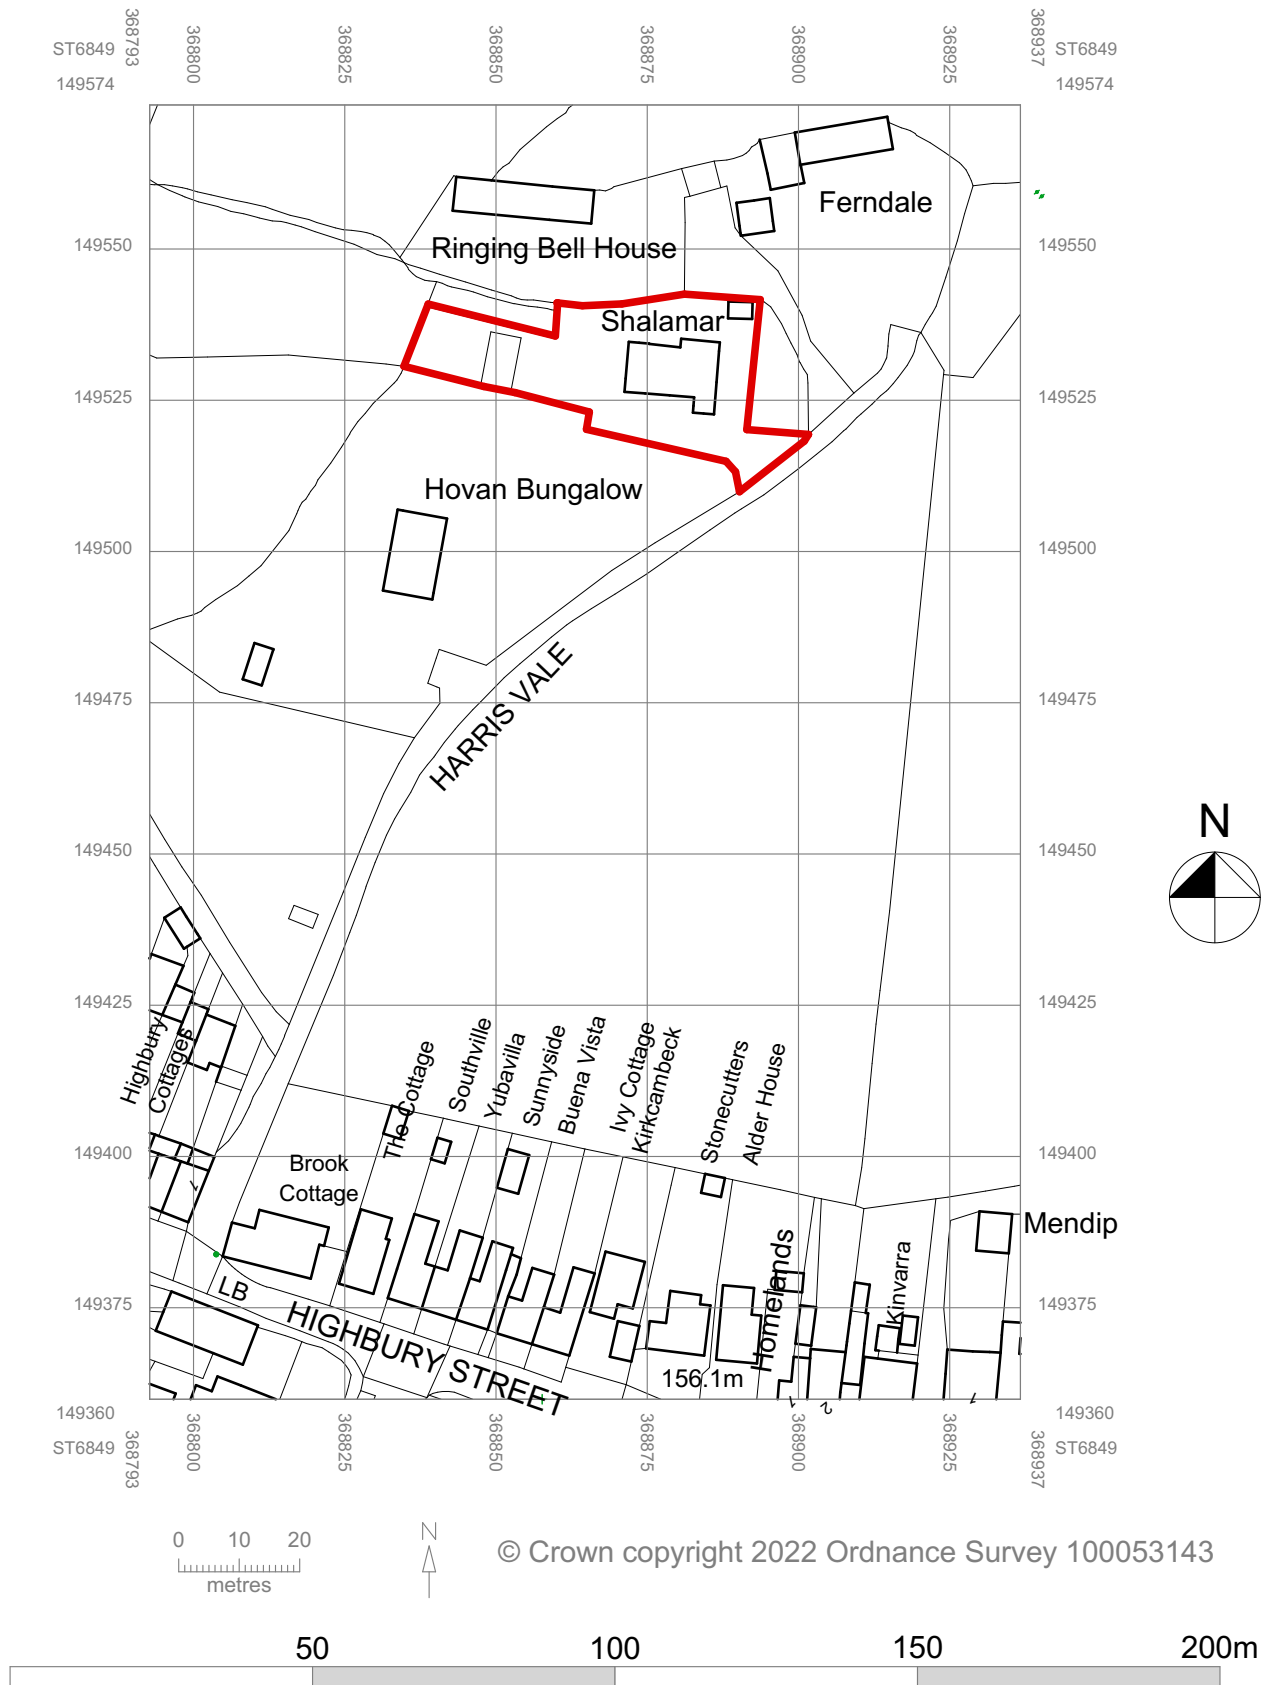 368793
368800
368825
368850
368875
368900
368925
368937
ST6849
149574
ST6849
149574
Ferndale
149550
Ringing Bell House
149550
Shalamar
149525
149525
Hovan Bungalow
149500
149500
HARRIS VALE
149475
149475
N
149450
149450
149425
149425
Highbury
Cottages
The Cottage
Southville
Yubavilla
Sunnyside
Buena Vista
Ivy Cottage
Kirkcambeck
Stonecutters
Alder House
149400
149400
Brook
Cottage
7
Mendip
Homelands
Kinvarra
LB
149375
149375
HIGHBURY STREET
156.1m
1
2
1
149360
ST6849
149360
ST6849
368793
368800
368825
368850
368875
368900
368925
368937
0 10 20
metres
N
© Crown copyright 2022 Ordnance Survey 100053143
50 100 150 200m